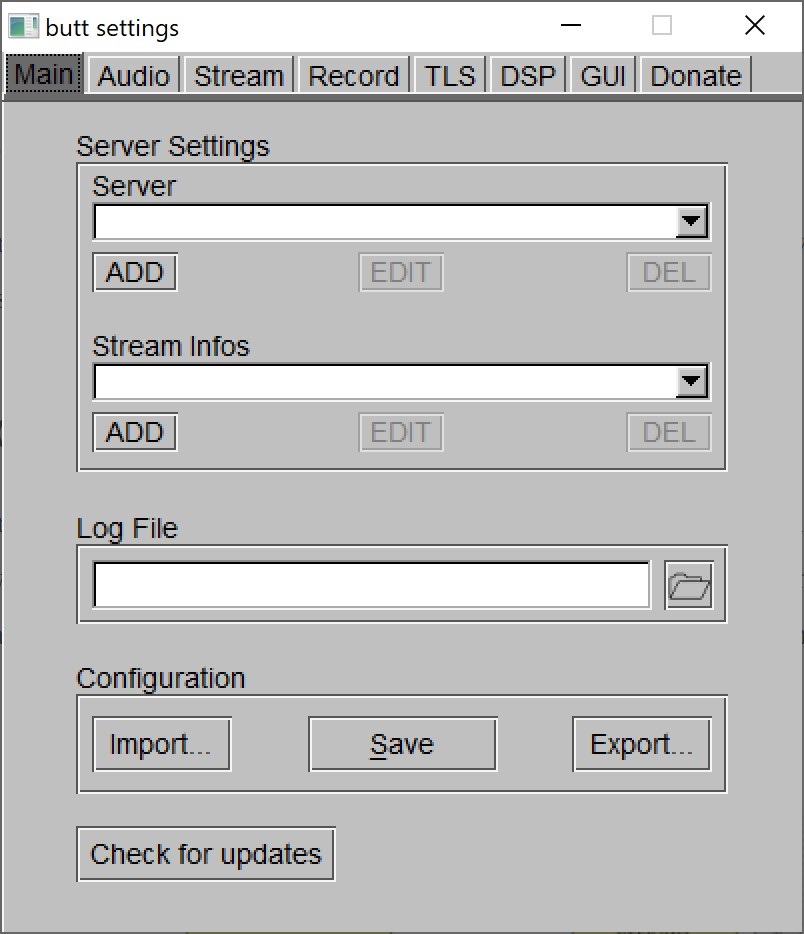 butt settings
Main Audio Stream Record TLS DSP GUI Donate
Server Settings
Server
ADD EDIT DEL
Stream Infos
ADD EDIT DEL
Log File
Configuration
Import... Save Export...
Check for updates